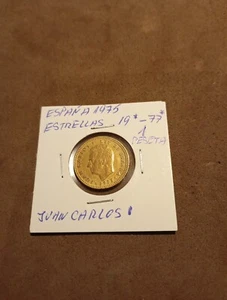 ESPAÑA 1975
ESTRELLAS 19*-77*
1
PESETA
JUAN CARLOS I